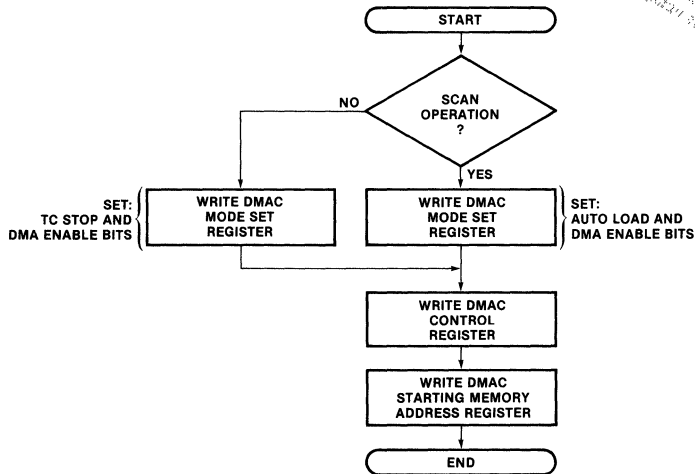 START
SCAN
OPERATION
?
NO
YES
SET:
TC STOP AND
DMA ENABLE BITS
WRITE DMAC
MODE SET
REGISTER
WRITE DMAC
MODE SET
REGISTER
SET:
AUTO LOAD AND
DMA ENABLE BITS
WRITE DMAC
CONTROL
REGISTER
WRITE DMAC
STARTING MEMORY
ADDRESS REGISTER
END